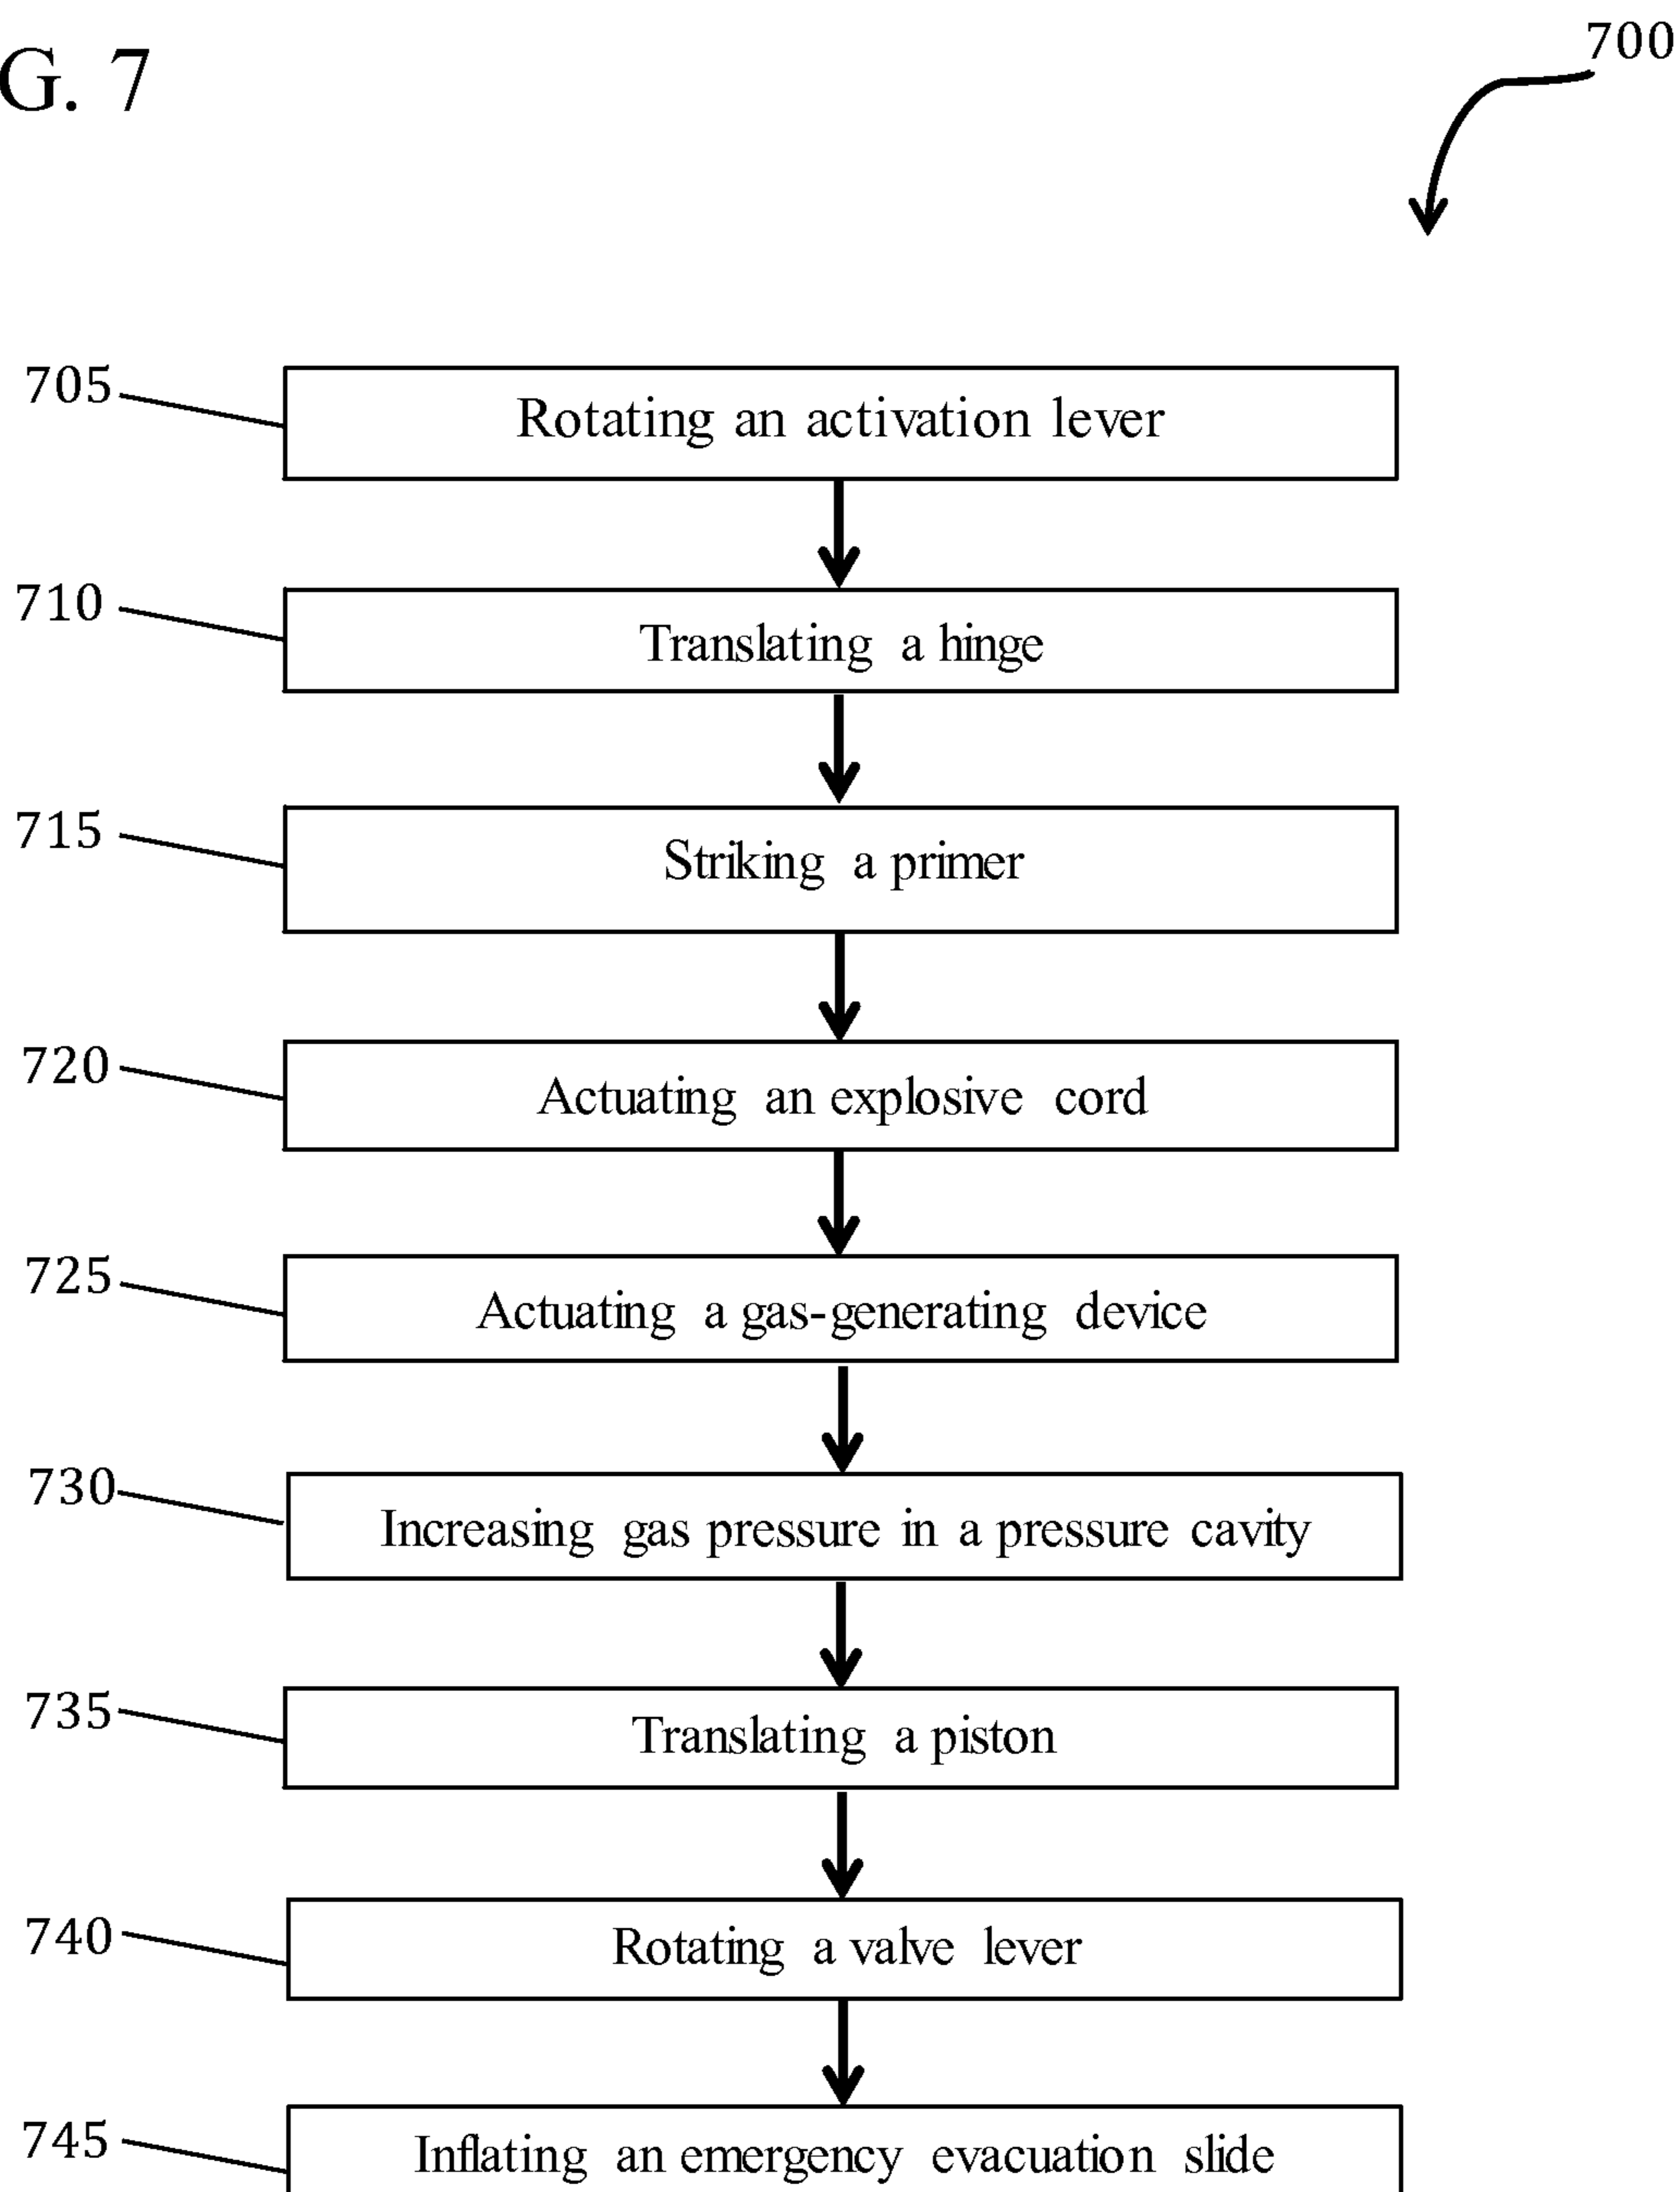 G. 7
700
705
Rotating an activation lever
710
Translating a hinge
715
Striking a primer
720
Actuating an explosive cord
725
Actuating a gas-generating device
730
Increasing gas pressure in a pressure cavity
735
Translating a piston
740
Rotating a valve lever
745
Inflating an emergency evacuation slide